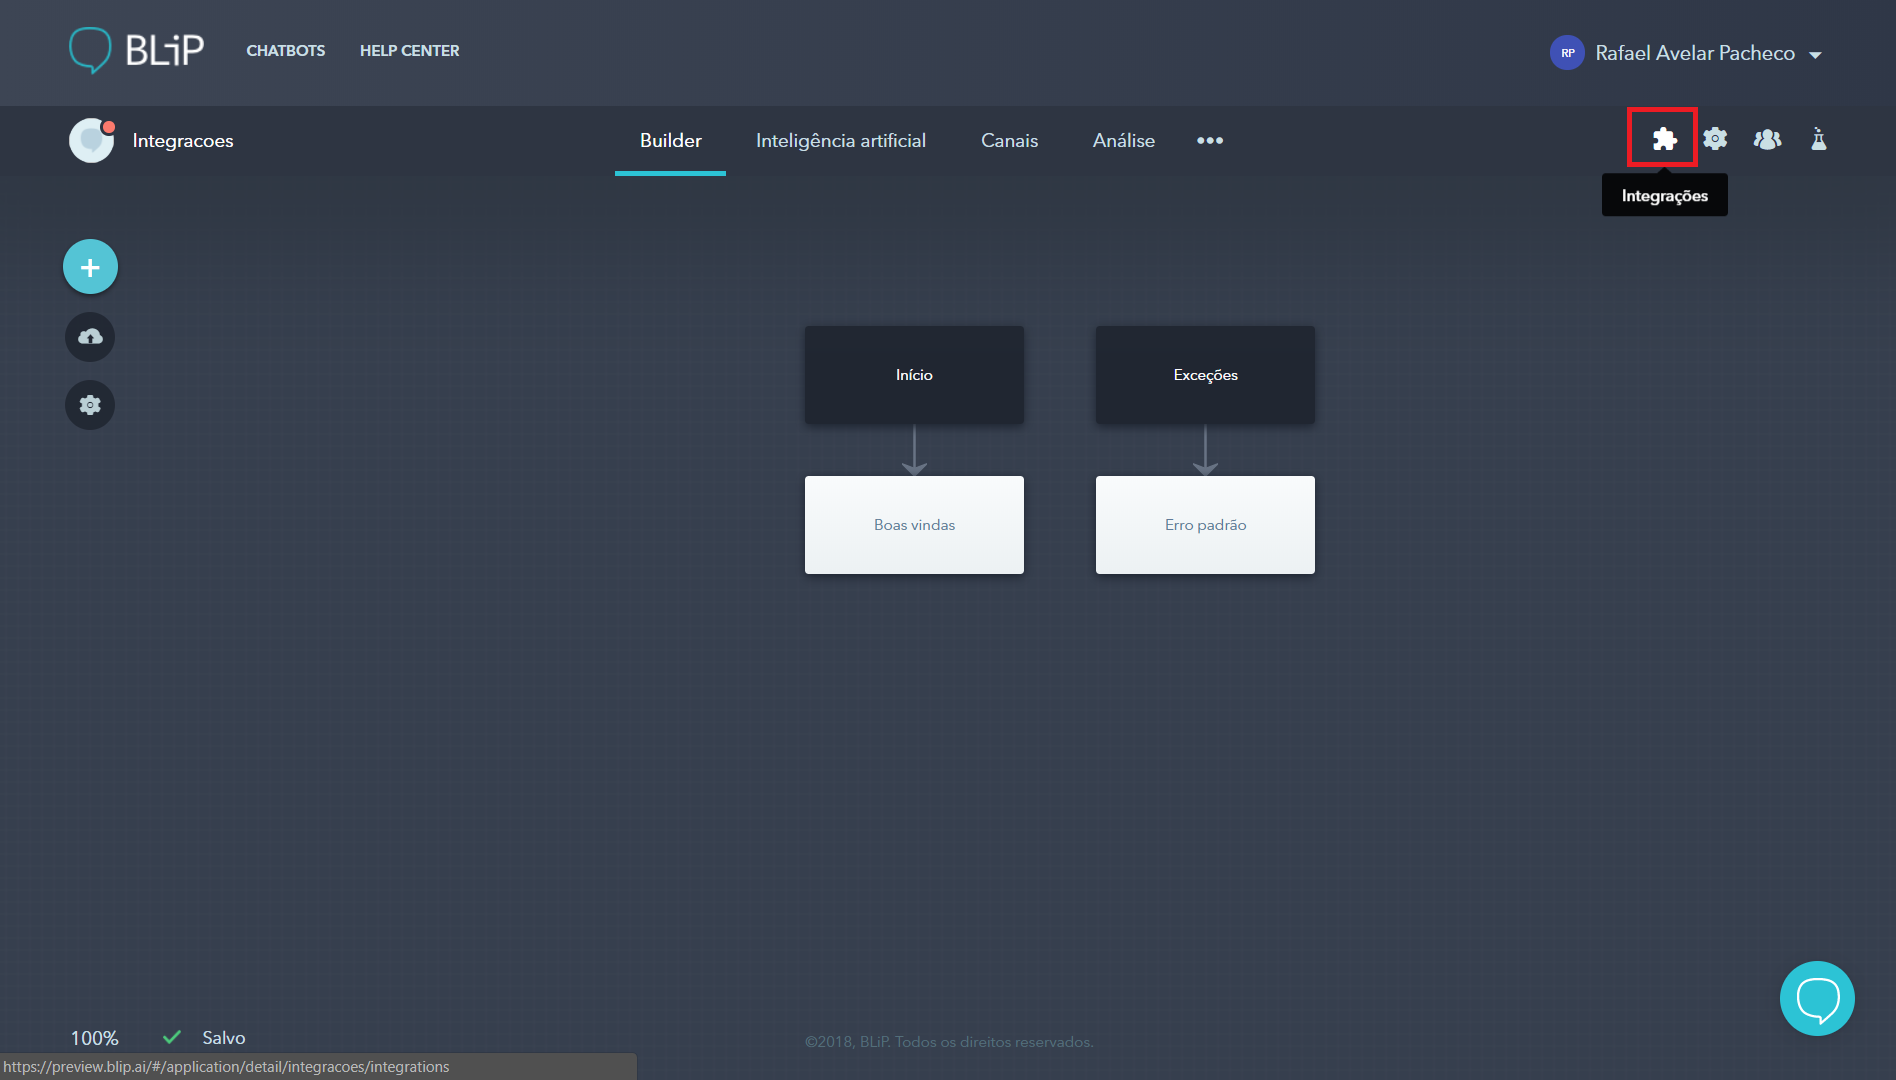 BLiP
CHATBOTS
HELP CENTER
RP
Rafael Avelar Pacheco
Integracoes
Builder
Inteligência artificial
Canais
Análise
Integrações
Início
Exceções
Boas vindas
Erro padrão
100%
Salvo
©2018, BLiP. Todos os direitos reservados.
https://preview.blip.ai/#/application/detail/integracoes/integrations